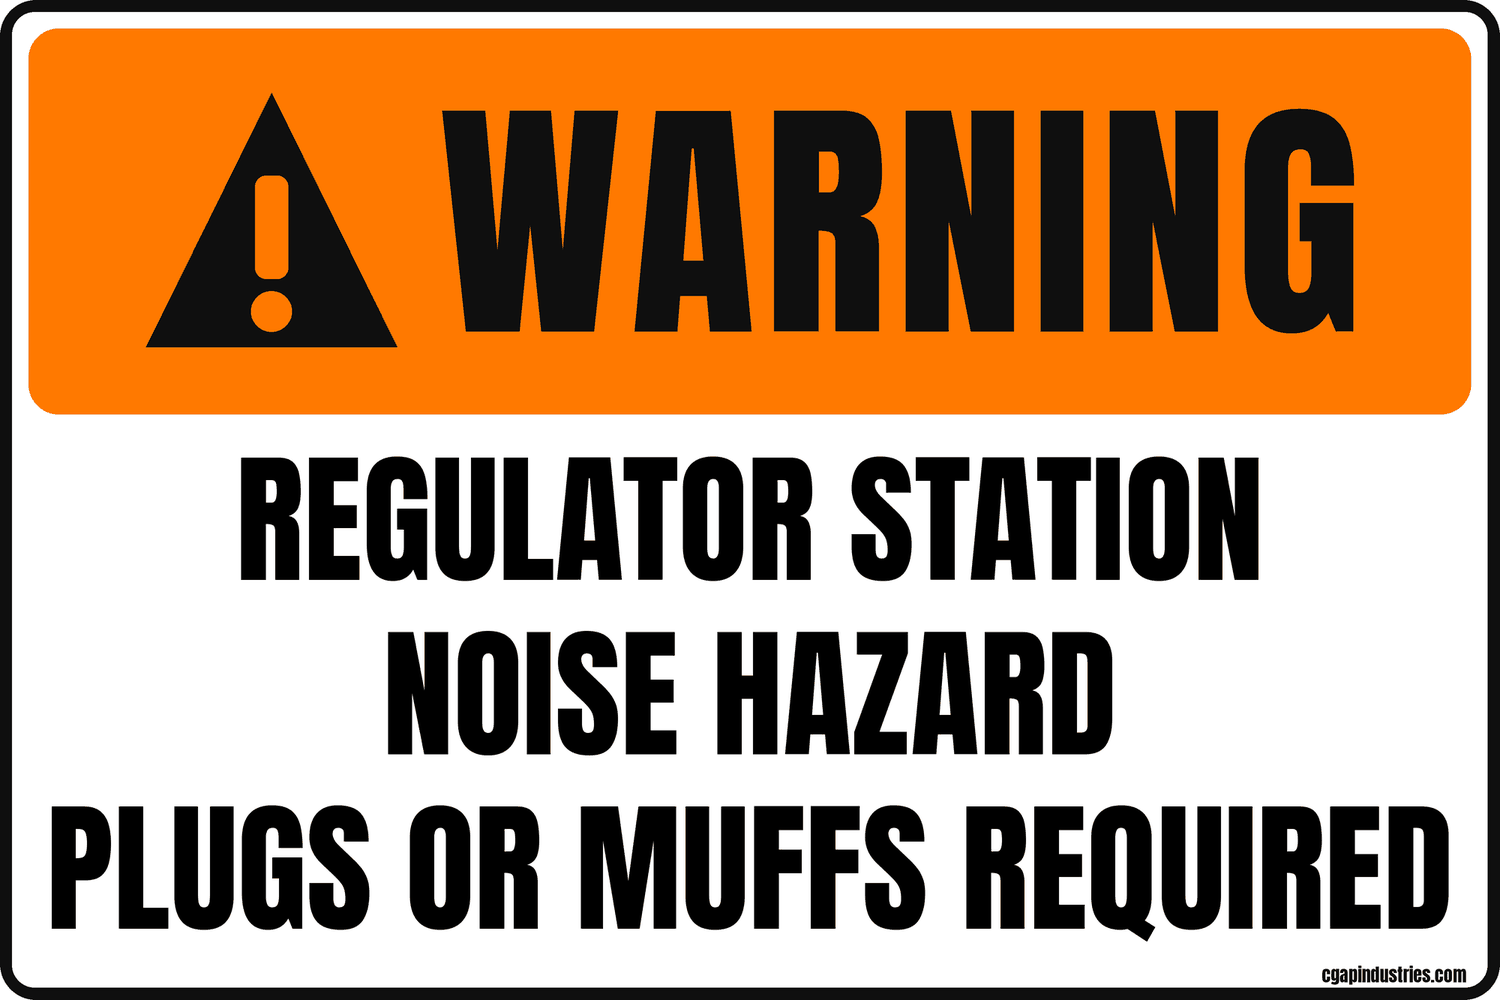 WARNING
REGULATOR STATION
NOISE HAZARD
PLUGS OR MUFFS REQUIRED
cgapindustries.com